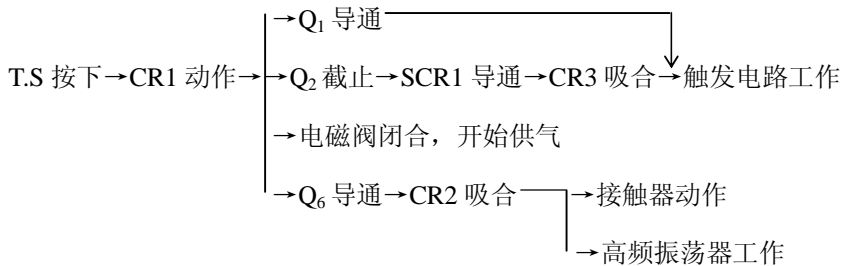 →Q₁ 导通
T.S 按下→CR1 动作→→Q₂ 截止→SCR1 导通→CR3 吸合→触发电路工作
→电磁阀闭合，开始供气
→Q₆ 导通→CR2 吸合→接触器动作
→高频振荡器工作